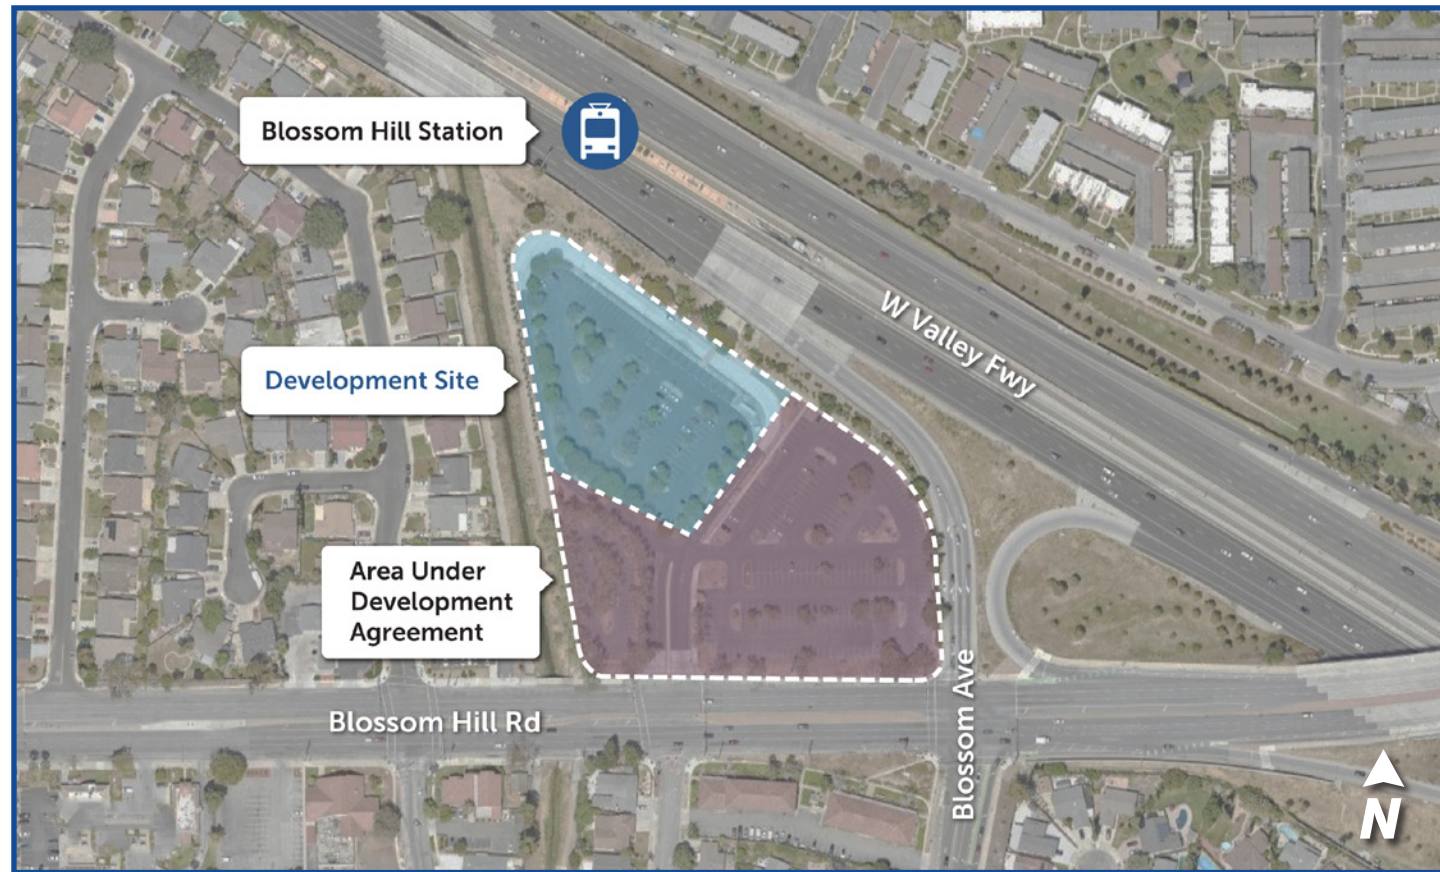 Blossom Hill Station
Development Site
W Valley Fwy
Area Under
Development
Agreement
Blossom Hill Rd
Blossom Ave
N